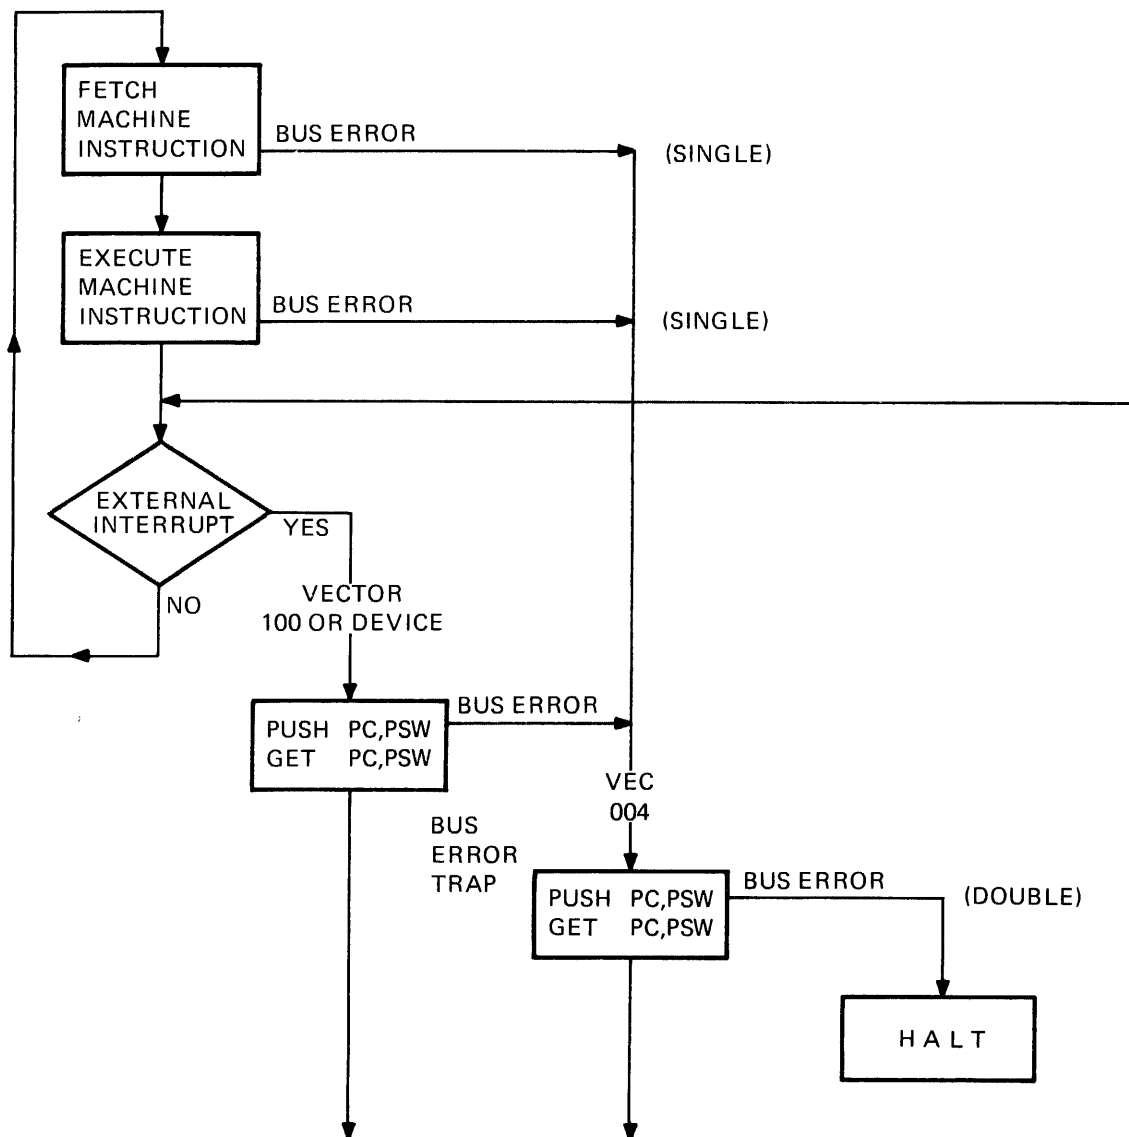 FETCH
MACHINE
INSTRUCTION
BUS ERROR
(SINGLE)
EXECUTE
MACHINE
INSTRUCTION
BUS ERROR
(SINGLE)
EXTERNAL
INTERRUPT
YES
NO
VECTOR
100 OR DEVICE
PUSH PC,PSW
GET PC,PSW
BUS ERROR
VEC
004
BUS
ERROR
TRAP
PUSH PC,PSW
GET PC,PSW
BUS ERROR
(DOUBLE)
HALT